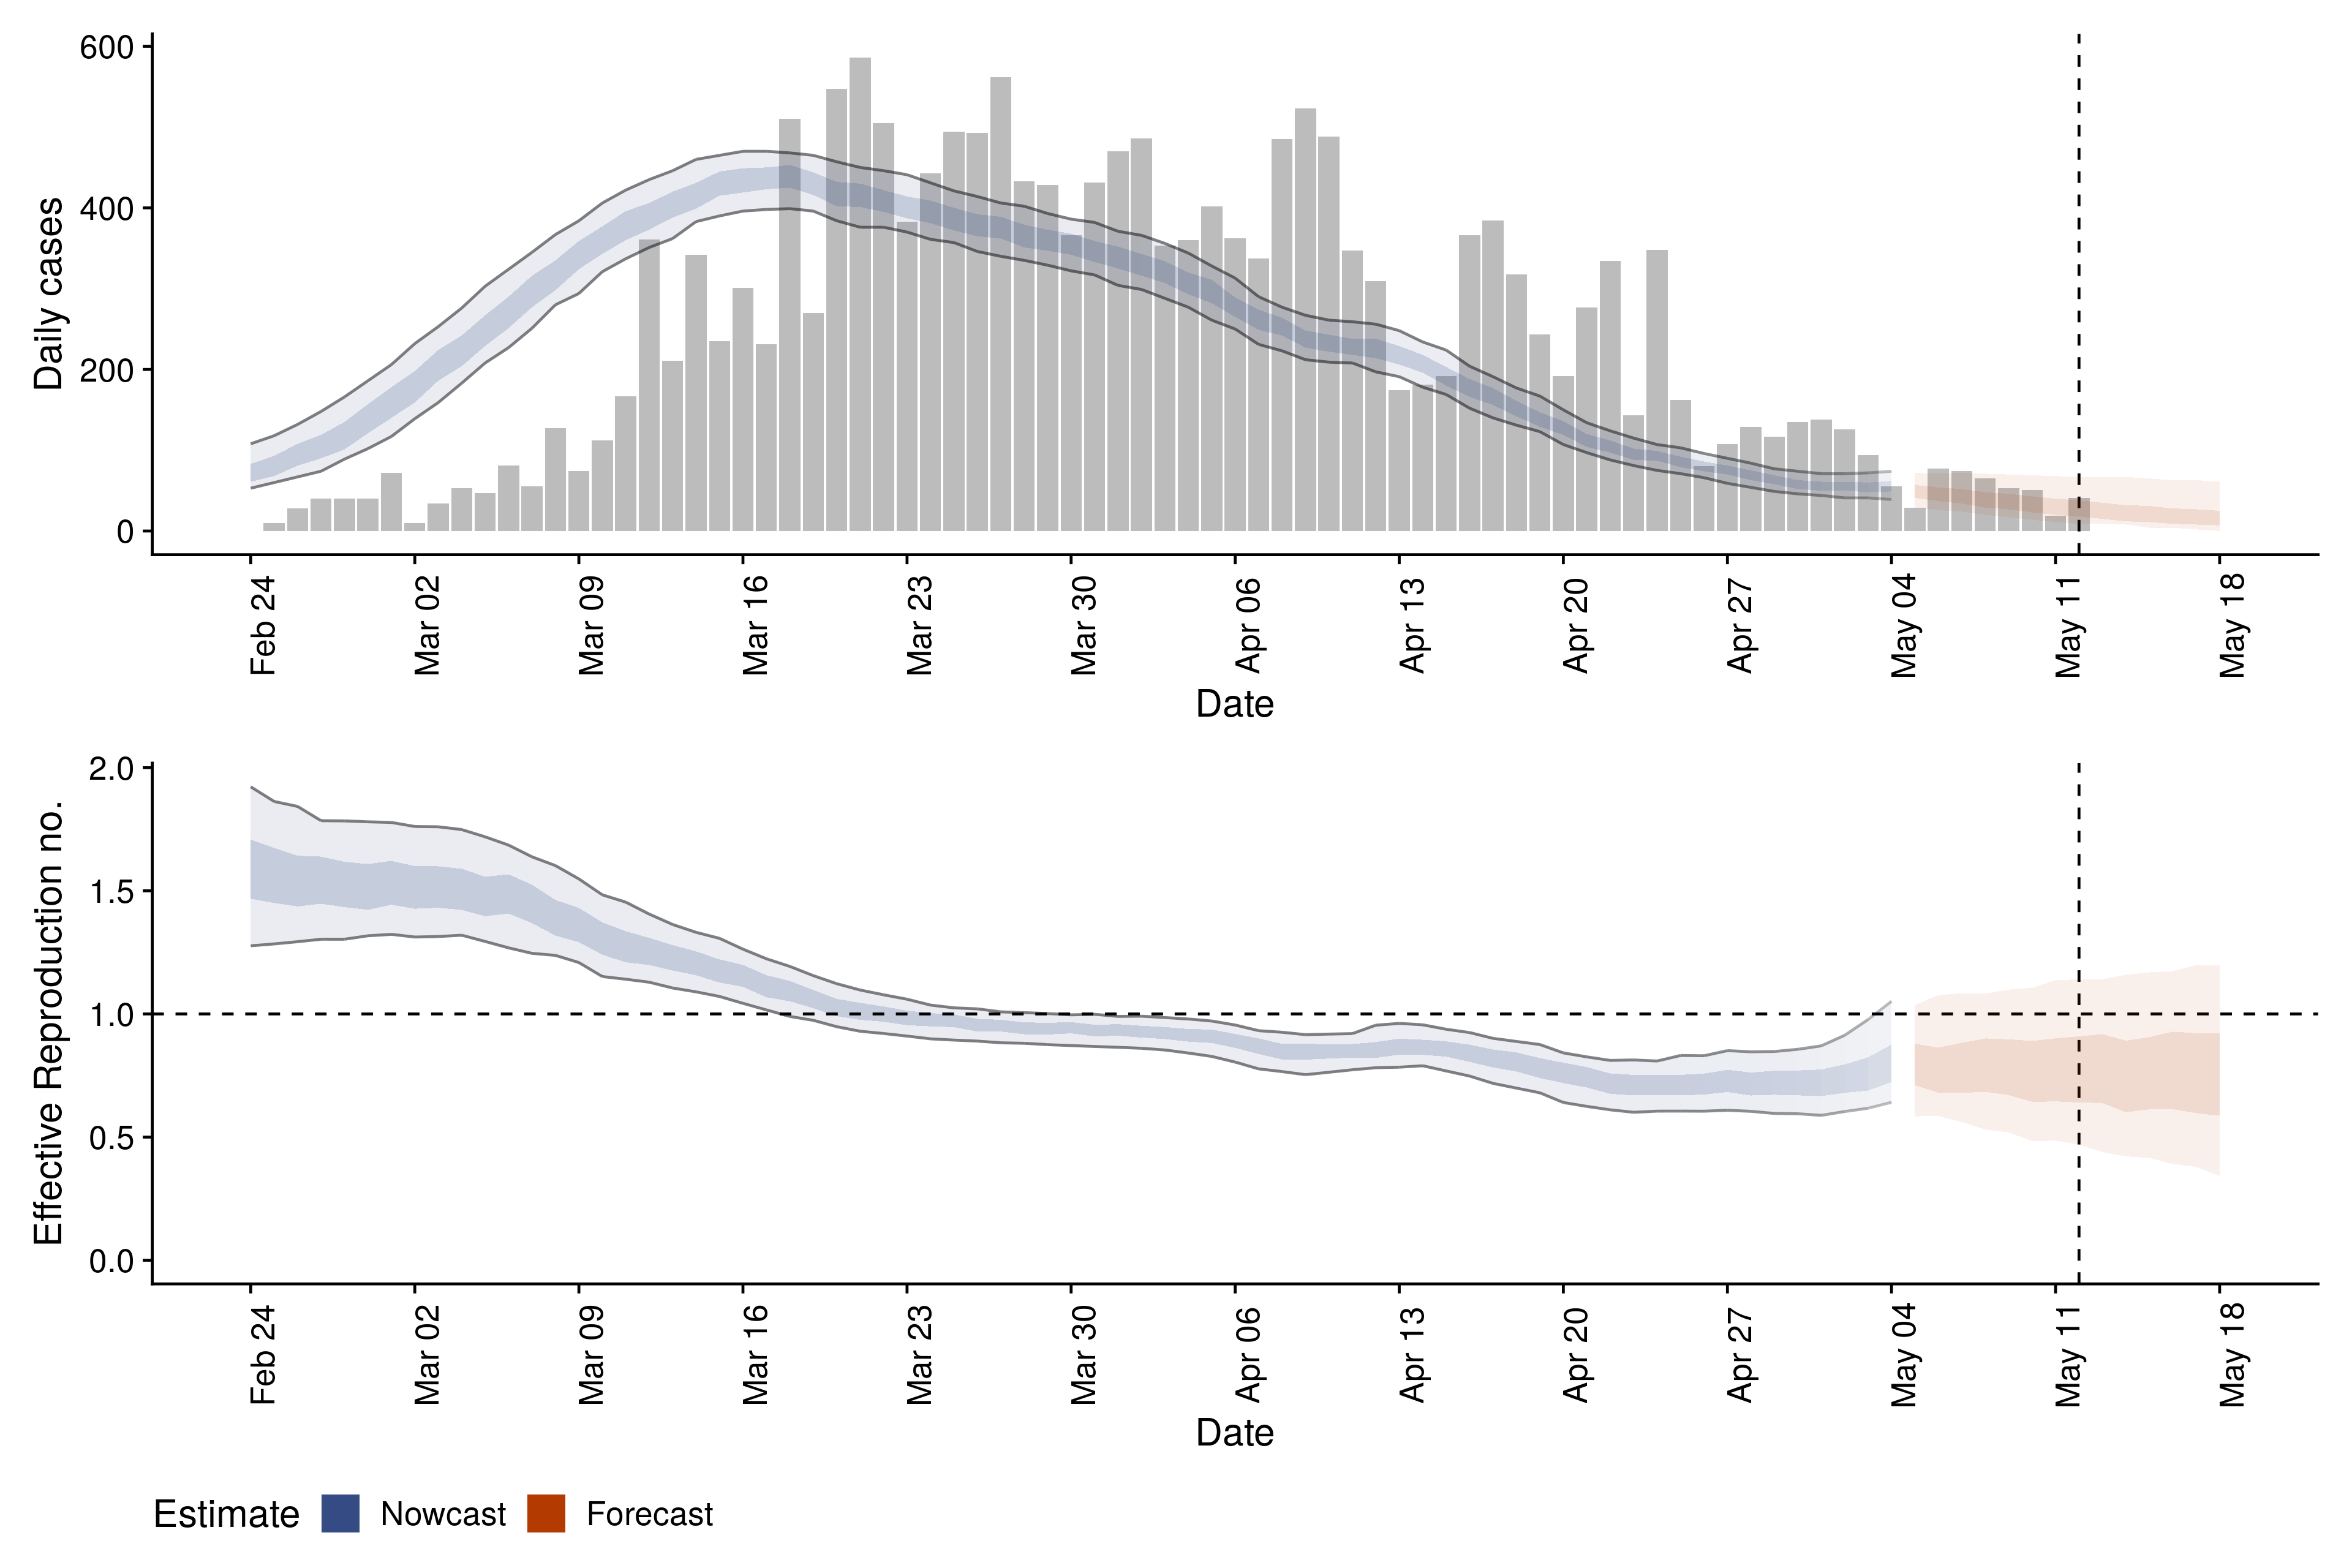 Daily cases
600
400
200
0
Feb 24
Mar 02
Mar 09
Mar 16
Mar 23
Mar 30
Apr 06
Apr 13
Apr 20
Apr 27
May 04
May 11
May 18
Date
Effective Reproduction no.
2.0
1.5
1.0
0.5
0.0
Feb 24
Mar 02
Mar 09
Mar 16
Mar 23
Mar 30
Apr 06
Apr 13
Apr 20
Apr 27
May 04
May 11
May 18
Date
Estimate Nowcast Forecast